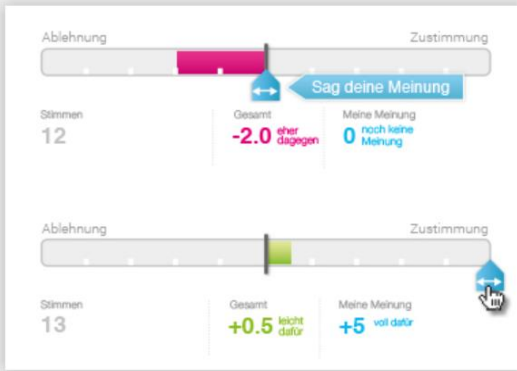 Ablehnung Zustimmung
Sag deine Meinung
Stimmen Gesamt Meine Meinung
12 -2.0 eher dagegen 0 noch keine Meinung
Ablehnung Zustimmung
Stimmen Gesamt Meine Meinung
13 +0.5 leicht dafür +5 voll dafür